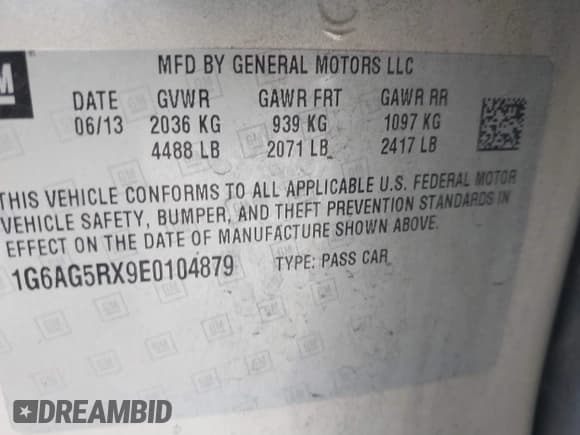 GM
MFD BY GENERAL MOTORS LLC
DATE GVWR GAWR FRT GAWR RR
06/13 2036 KG 939 KG 1097 KG
4488 LB 2071 LB 2417 LB
THIS VEHICLE CONFORMS TO ALL APPLICABLE U.S. FEDERAL MOTOR
VEHICLE SAFETY, BUMPER, AND THEFT PREVENTION STANDARDS IN
EFFECT ON THE DATE OF MANUFACTURE SHOWN ABOVE.
1G6AG5RX9E0104879 TYPE: PASS CAR
DREAMBID